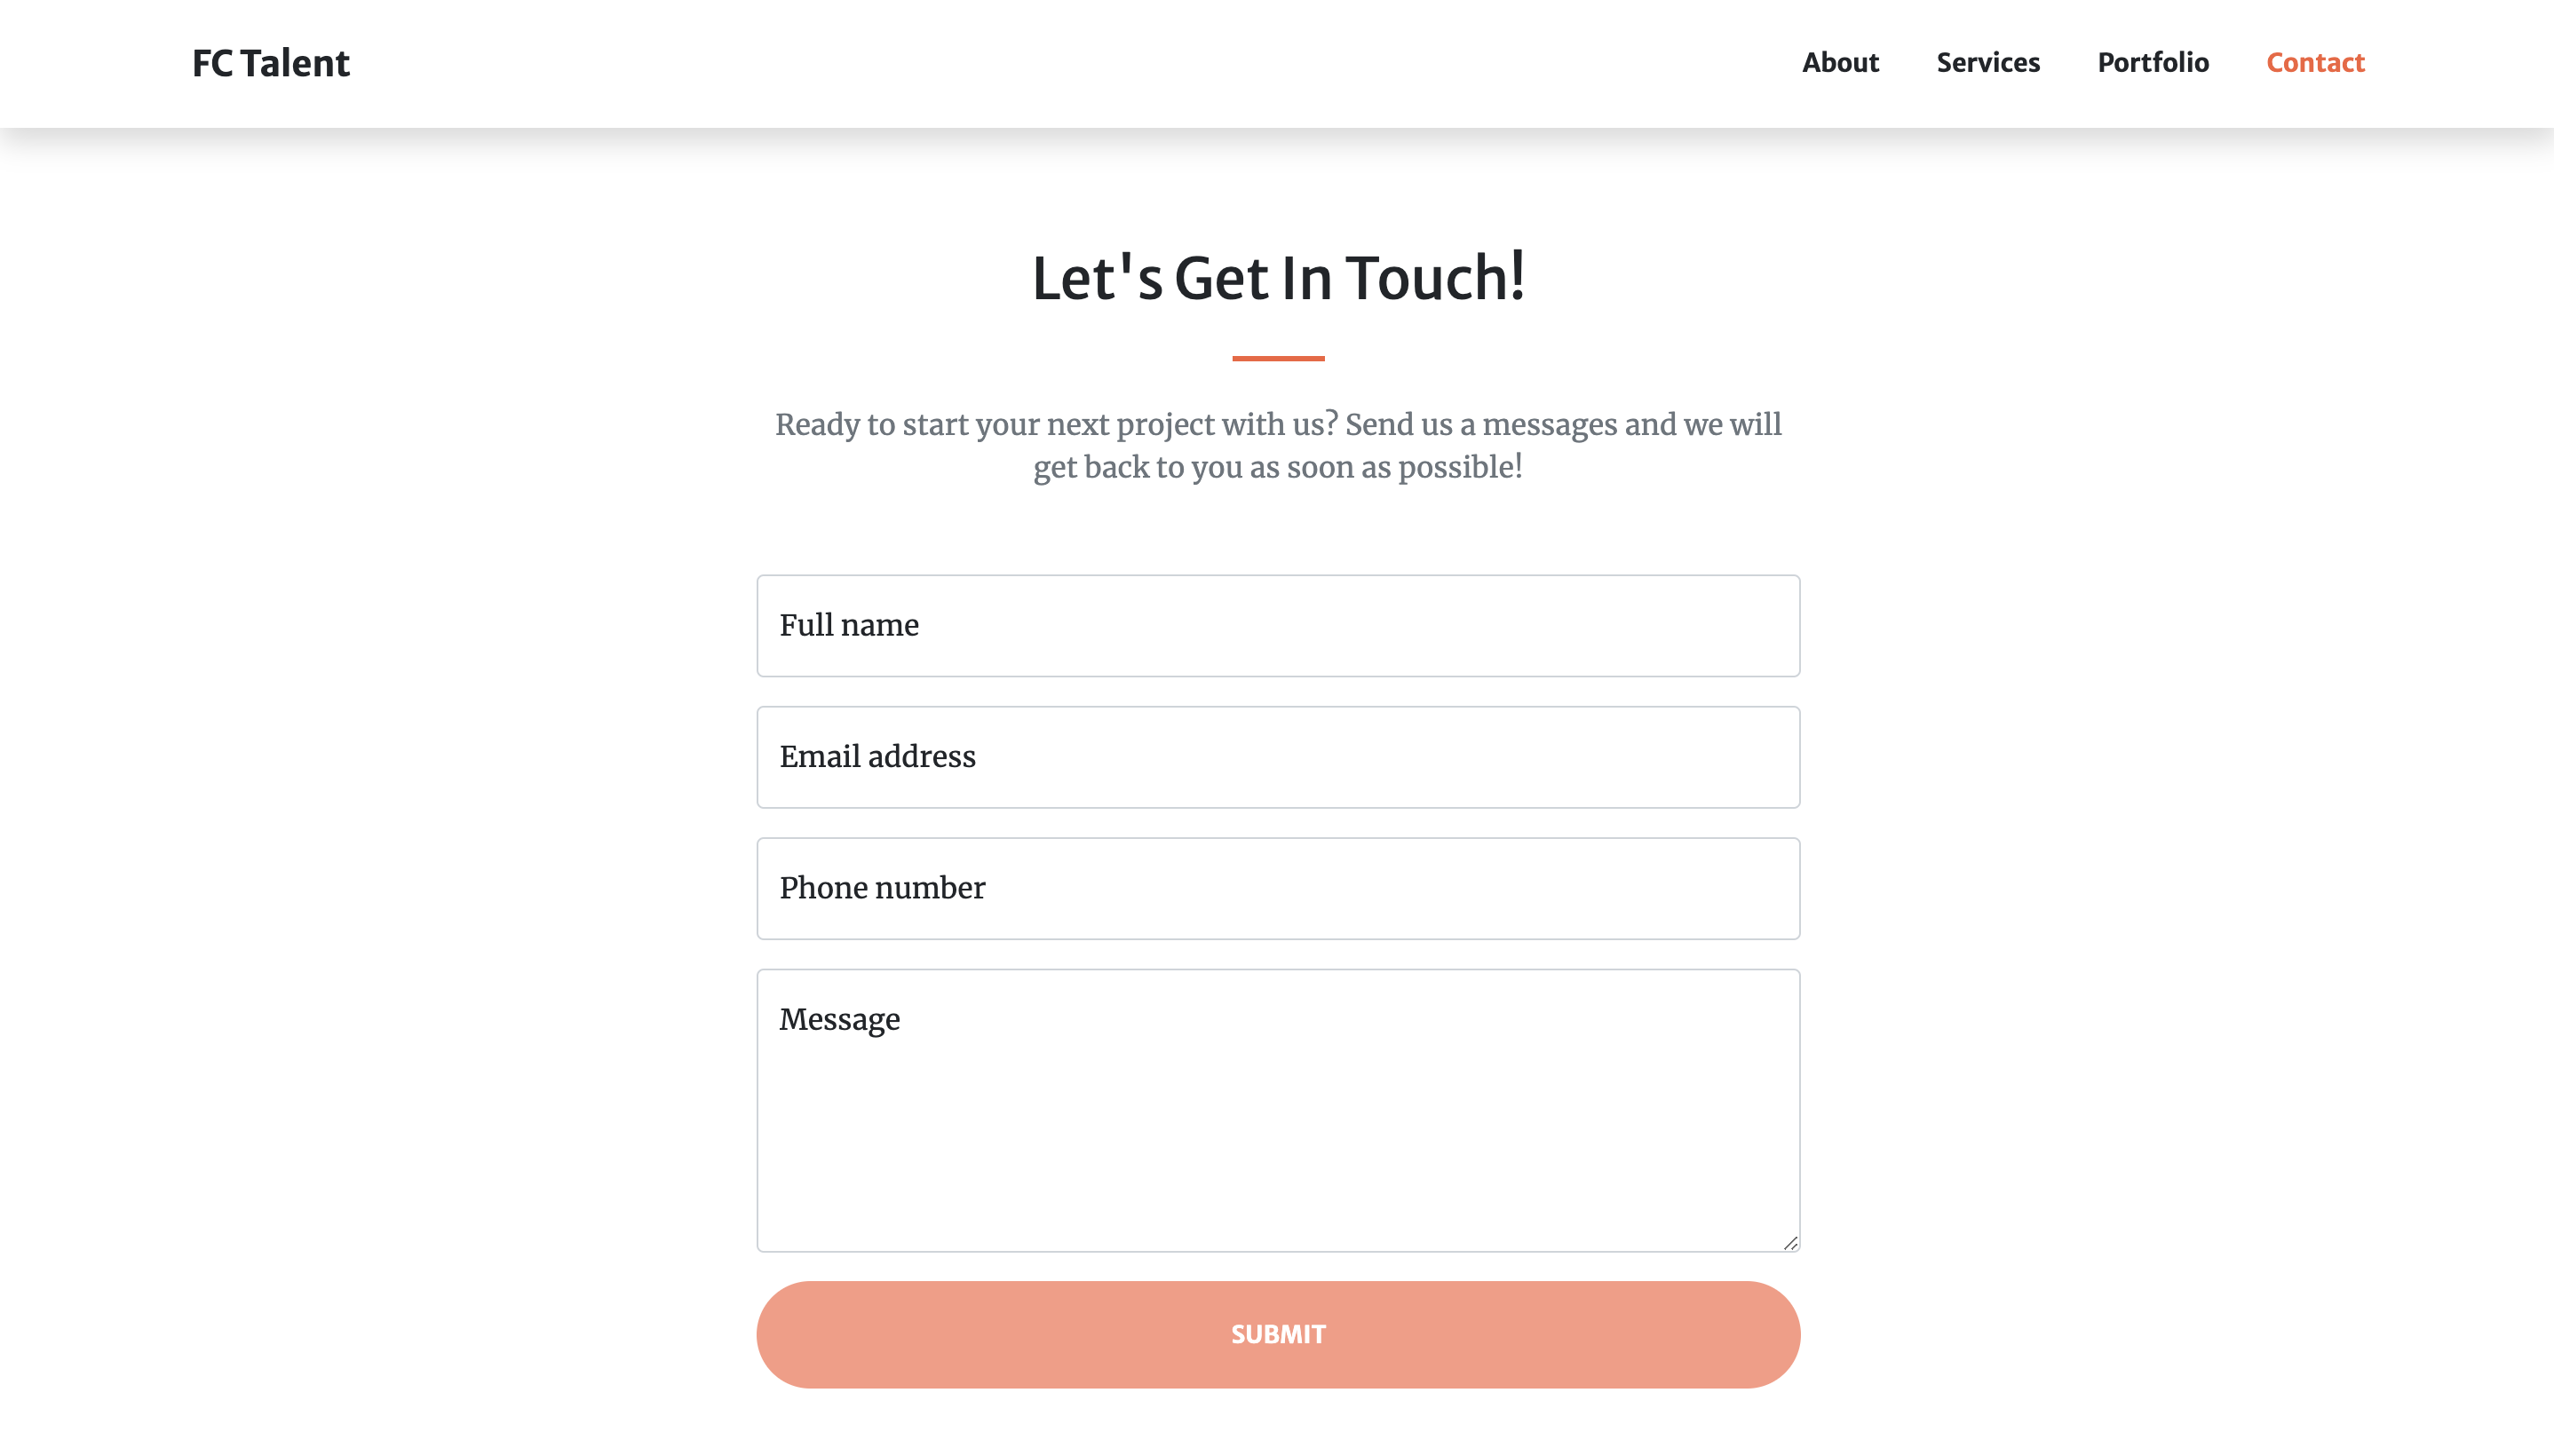 FC Talent
About
Services
Portfolio
Contact
Let's Get In Touch!
Ready to start your next project with us? Send us a messages and we will
get back to you as soon as possible!
Full name
Email address
Phone number
Message
SUBMIT